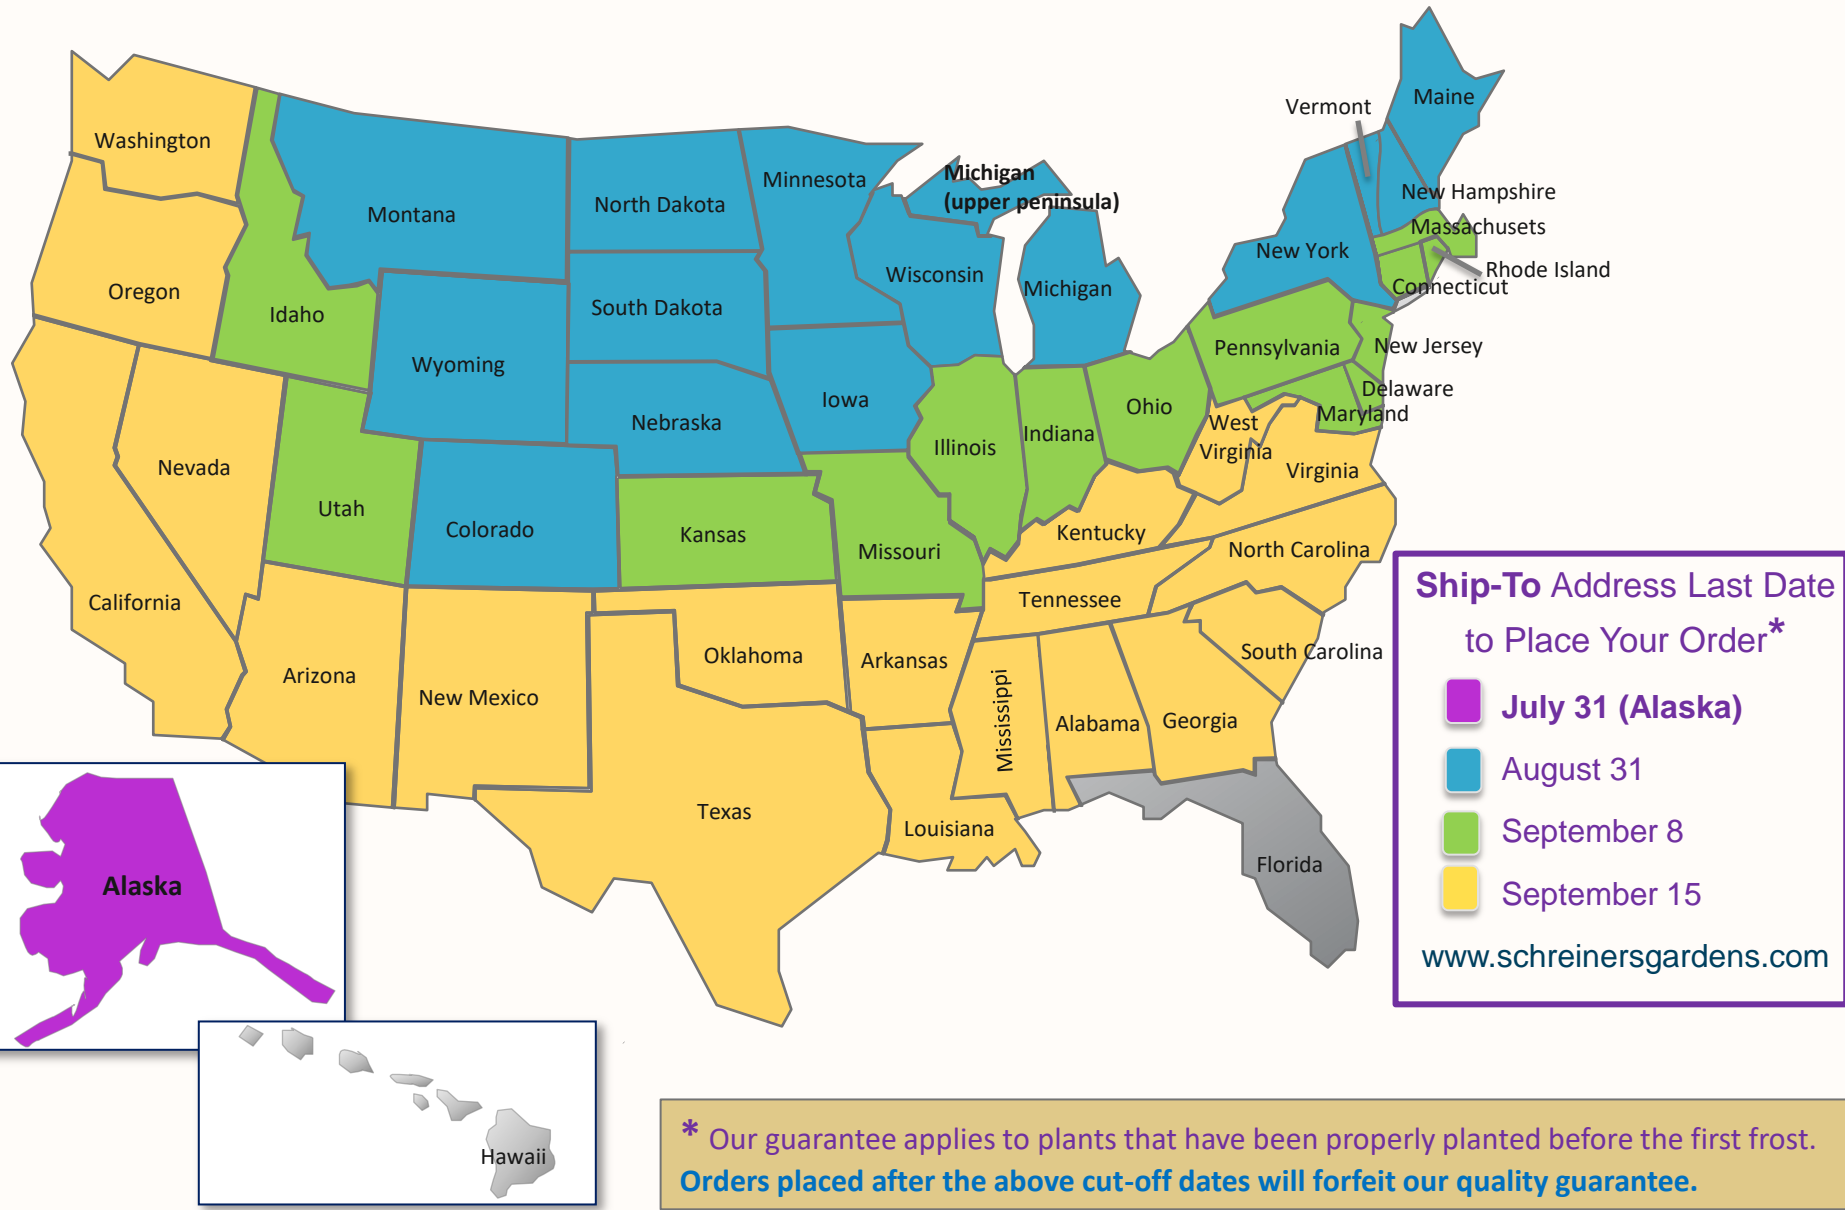 Maine
Vermont
Washington
Michigan
(upper peninsula)
Minnesota
New Hampshire
North Dakota
Montana
Massachusets
New York
Rhode Island
Wisconsin
Connecticut
Michigan
Oregon
South Dakota
Idaho
New Jersey
Pennsylvania
Wyoming
Delaware
Iowa
Ohio
Maryland
Nebraska
West
Virginia
Indiana
Illinois
Nevada
Virginia
Utah
Colorado
Kansas
Kentucky
Missouri
North Carolina
California
Tennessee
South Carolina
Oklahoma
Arkansas
Arizona
New Mexico
Mississippi
Alabama
Georgia
Texas
Louisiana
Florida
Alaska
Hawaii
Ship-To Address Last Date
to Place Your Order*
July 31 (Alaska)
August 31
September 8
September 15
www.schreinersgardens.com
* Our guarantee applies to plants that have been properly planted before the first frost.
Orders placed after the above cut-off dates will forfeit our quality guarantee.